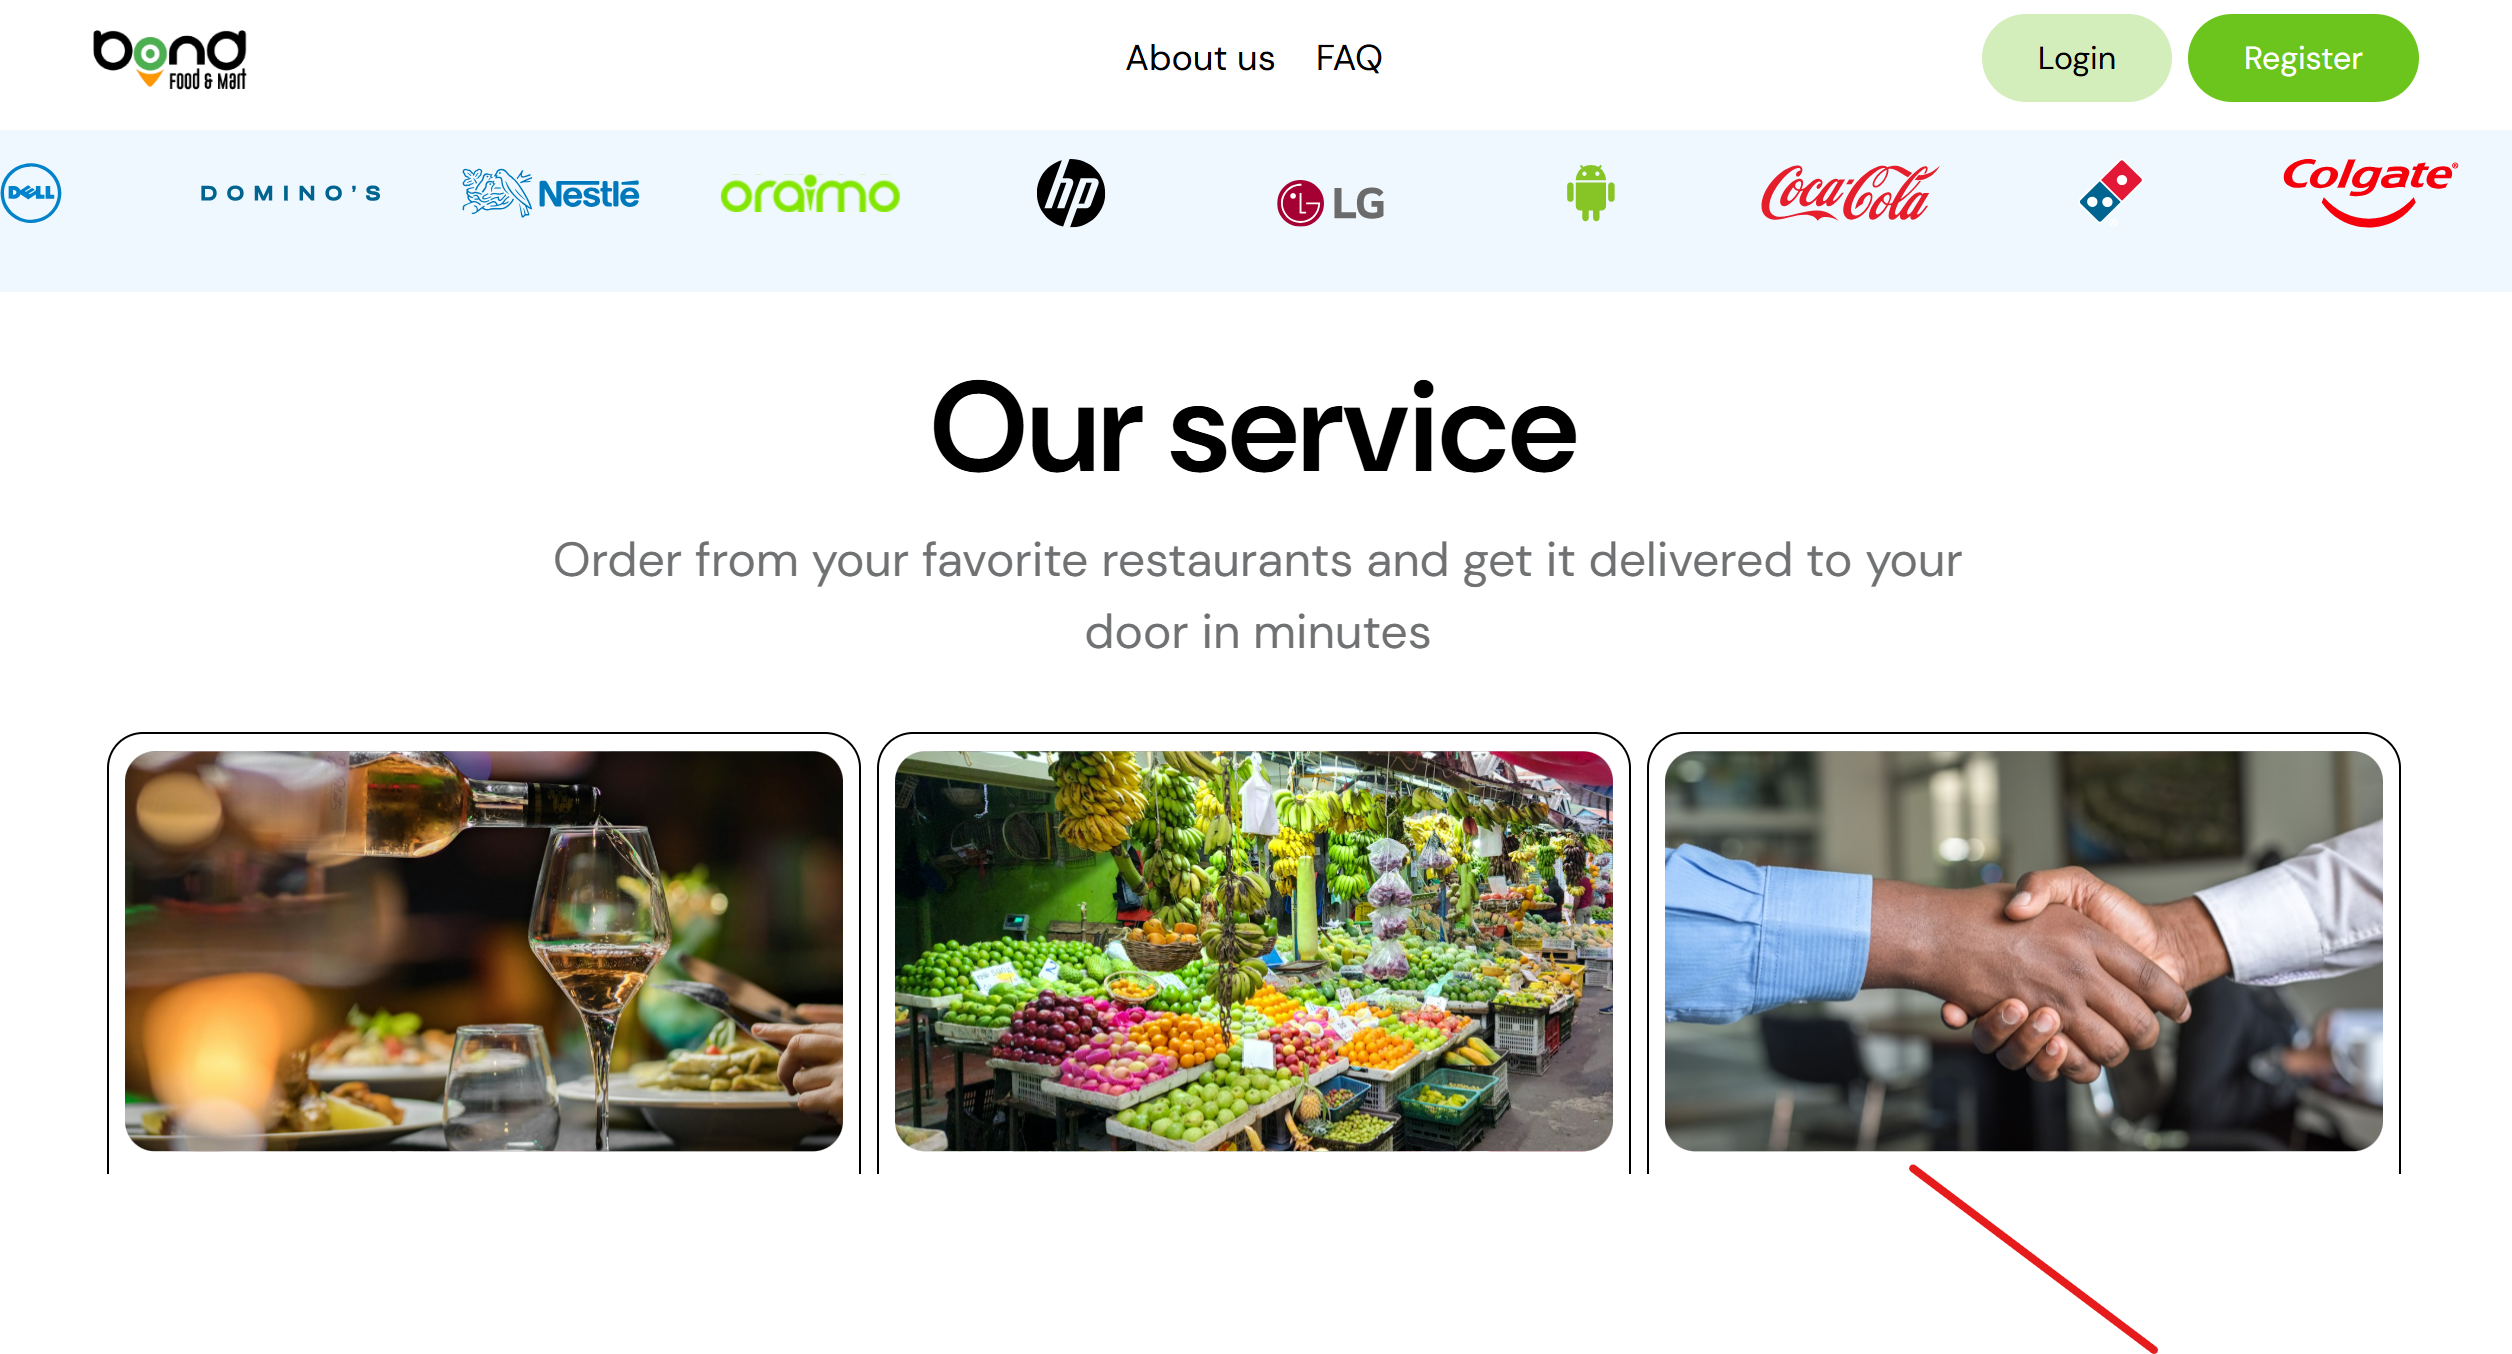 bond
Food & Mart
About us
FAQ
Login
Register
DELL
DOMINO'S
Nestlé
oraimo
hp
LG
Coca-Cola
Colgate®
Our service
Order from your favorite restaurants and get it delivered to your
door in minutes